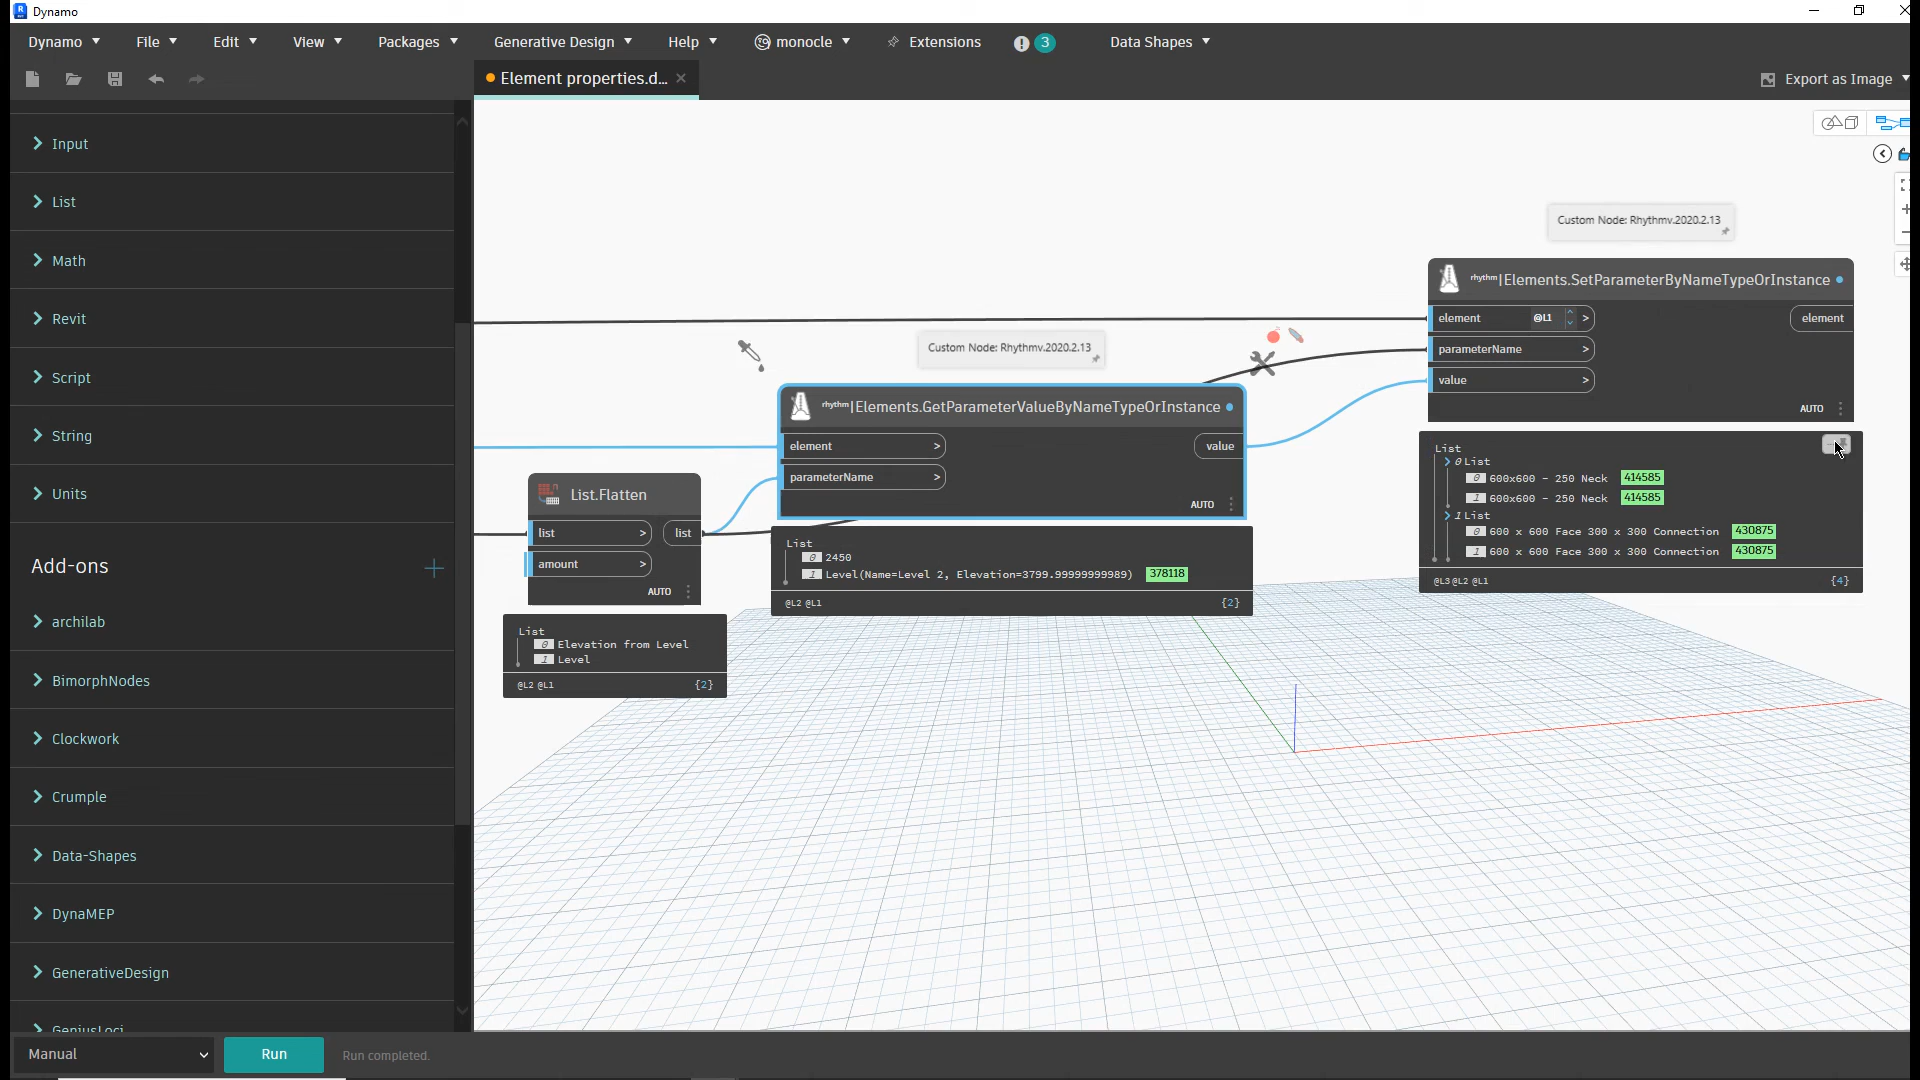 Dynamo
Dynamo File Edit View Packages Generative Design Help monocle Extensions 3 Data Shapes
Element properties.d... Export as Image
Input
List
Math
Revit
Script
String
Units
Add-ons
archilab
BimorphNodes
Clockwork
Crumple
Data-Shapes
DynaMEP
GenerativeDesign
GeniusLoci
Manual Run Run completed.
List.Flatten
list > list
amount >
AUTO
List
0 Elevation from Level
1 Level
@L2 @L1 {2}
Custom Node: Rhythmv.2020.2.13
rhythm|Elements.GetParameterValueByNameTypeOrInstance
element > value
parameterName >
AUTO
List
0 2450
1 Level(Name=Level 2, Elevation=3799.99999999989) 378118
@L2 @L1 {2}
Custom Node: Rhythmv.2020.2.13
rhythm|Elements.SetParameterByNameTypeOrInstance
element @L1 > element
parameterName >
value >
AUTO
List
0 List
0 600x600 - 250 Neck 414585
1 600x600 - 250 Neck 414585
1 List
0 600 x 600 Face 300 x 300 Connection 430875
1 600 x 600 Face 300 x 300 Connection 430875
@L3 @L2 @L1 {4}